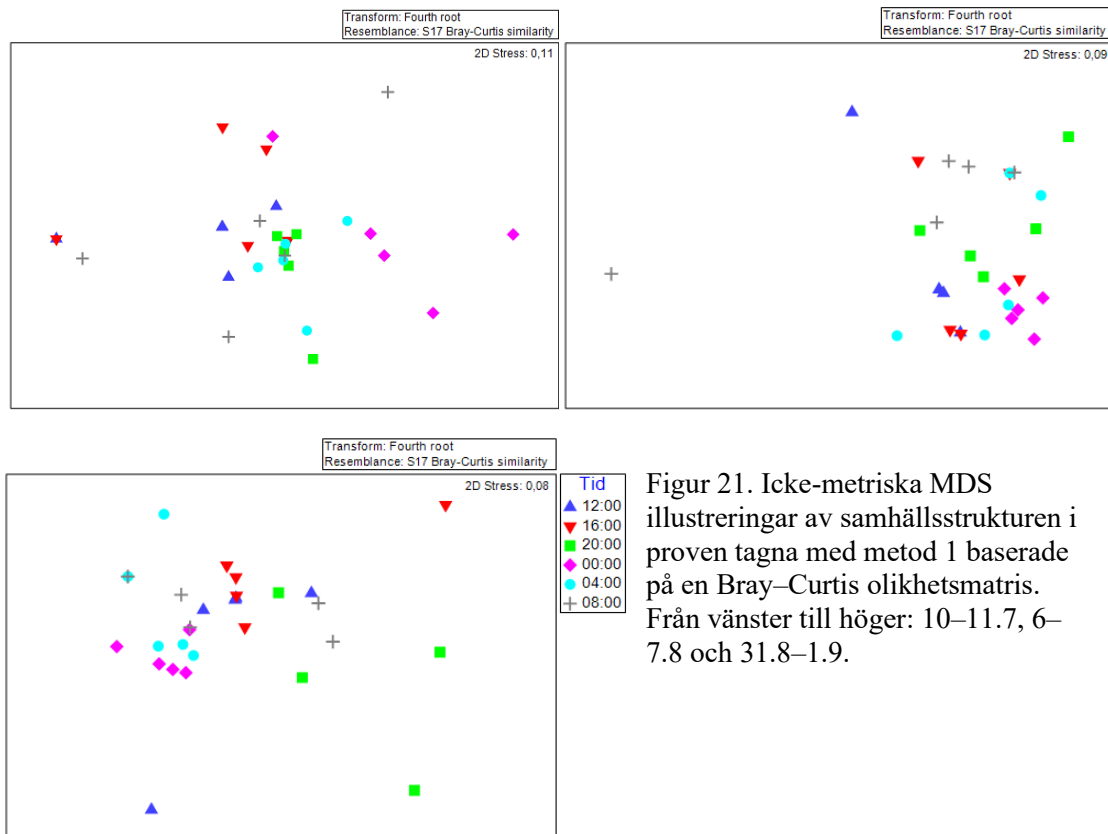 Transform: Fourth root
Resemblance: S17 Bray-Curtis similarity
2D Stress: 0,11
Transform: Fourth root
Resemblance: S17 Bray-Curtis similarity
2D Stress: 0,09
Transform: Fourth root
Resemblance: S17 Bray-Curtis similarity
2D Stress: 0,08
Tid
12:00
16:00
20:00
00:00
04:00
08:00
Figur 21. Icke-metriska MDS
illustreringar av samhällsstrukturen i
proven tagna med metod 1 baserade
på en Bray–Curtis olikhetsmatris.
Från vänster till höger: 10–11.7, 6–
7.8 och 31.8–1.9.